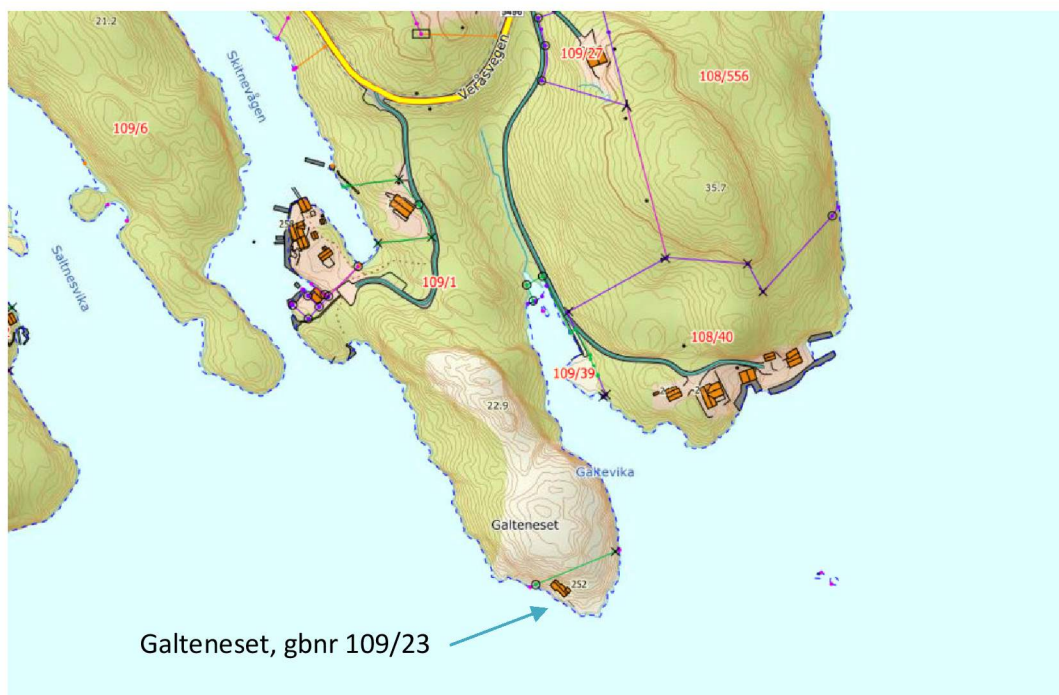 21.2
Skitnevågen
Veråsvegen
109/27
108/556
109/6
35.7
Saltnesvika
109/1
108/40
109/39
22.9
Galtevika
Galteneset
252
Galteneset, gbnr 109/23